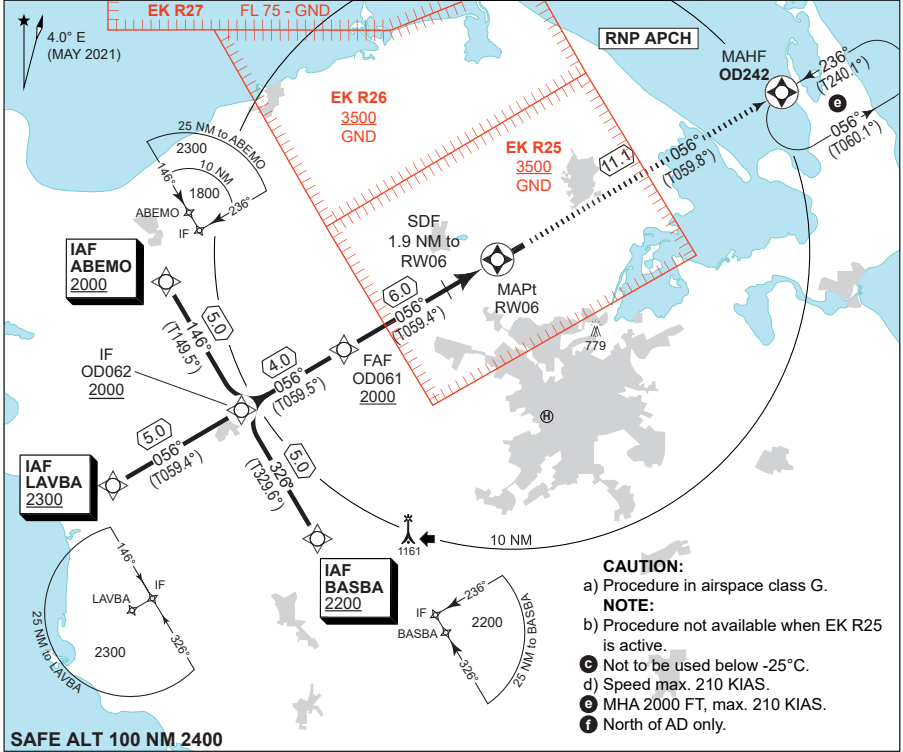 EK R27 FL 75 - GND
4.0° E
(MAY 2021)
RNP APCH
MAHF
OD242
236°
(T240.1°)
e
056°
(T060.1°)
EK R26
3500
GND
EK R25
3500
GND
11.1
056°
(T059.8°)
25 NM to ABEMO
2300
10 NM
1800
146°
236°
ABEMO
IF
SDF
1.9 NM to
RW06
MAPt
RW06
IAF
ABEMO
2000
5.0
146°
(T149.5°)
6.0
056°
(T059.4°)
779
IF
OD062
2000
4.0
056°
(T059.5°)
FAF
OD061
2000
H
IAF
LAVBA
2300
5.0
056°
(T059.4°)
5.0
326°
(T329.6°)
1161
10 NM
IAF
BASBA
2200
146°
IF
LAVBA
2300
326°
25 NM to LAVBA
236°
IF
BASBA
2200
326°
25 NM to BASBA
CAUTION:
a) Procedure in airspace class G.
NOTE:
b) Procedure not available when EK R25
is active.
c Not to be used below -25°C.
d) Speed max. 210 KIAS.
e MHA 2000 FT, max. 210 KIAS.
f North of AD only.
SAFE ALT 100 NM 2400